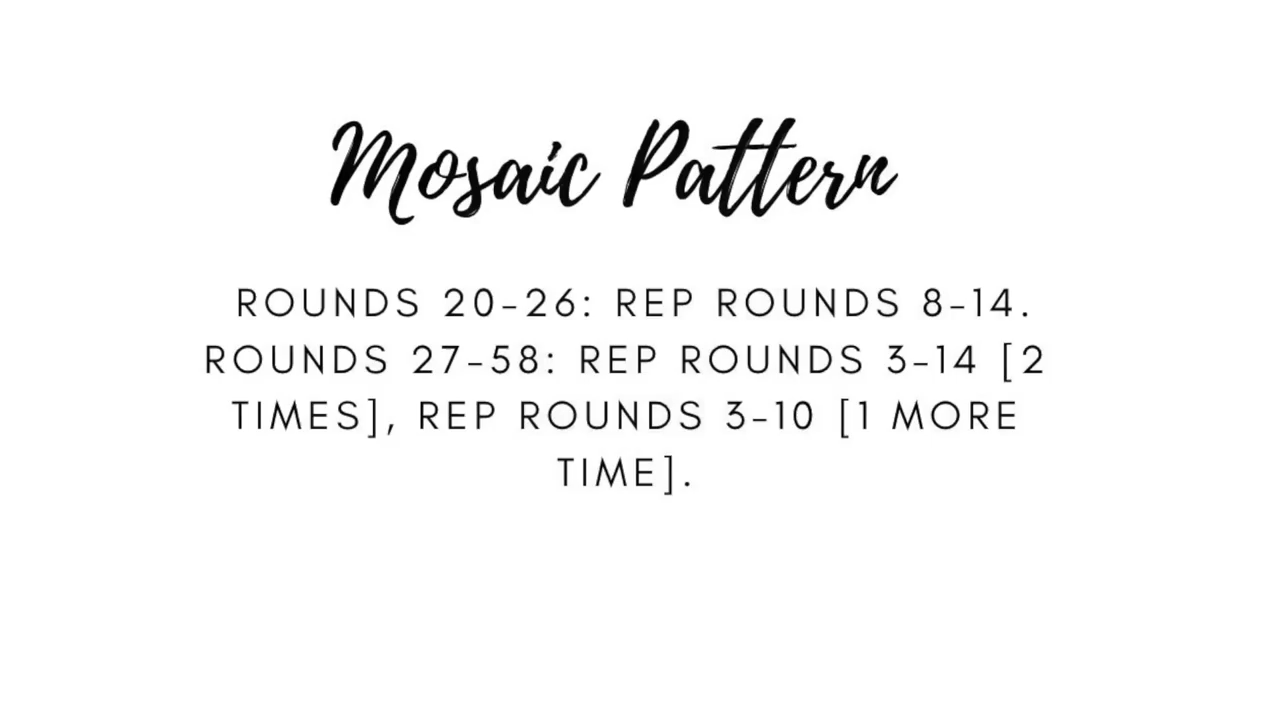 Mosaic Pattern
ROUNDS 20-26: REP ROUNDS 8-14.
ROUNDS 27-58: REP ROUNDS 3-14 [2
TIMES], REP ROUNDS 3-10 [1 MORE
TIME].